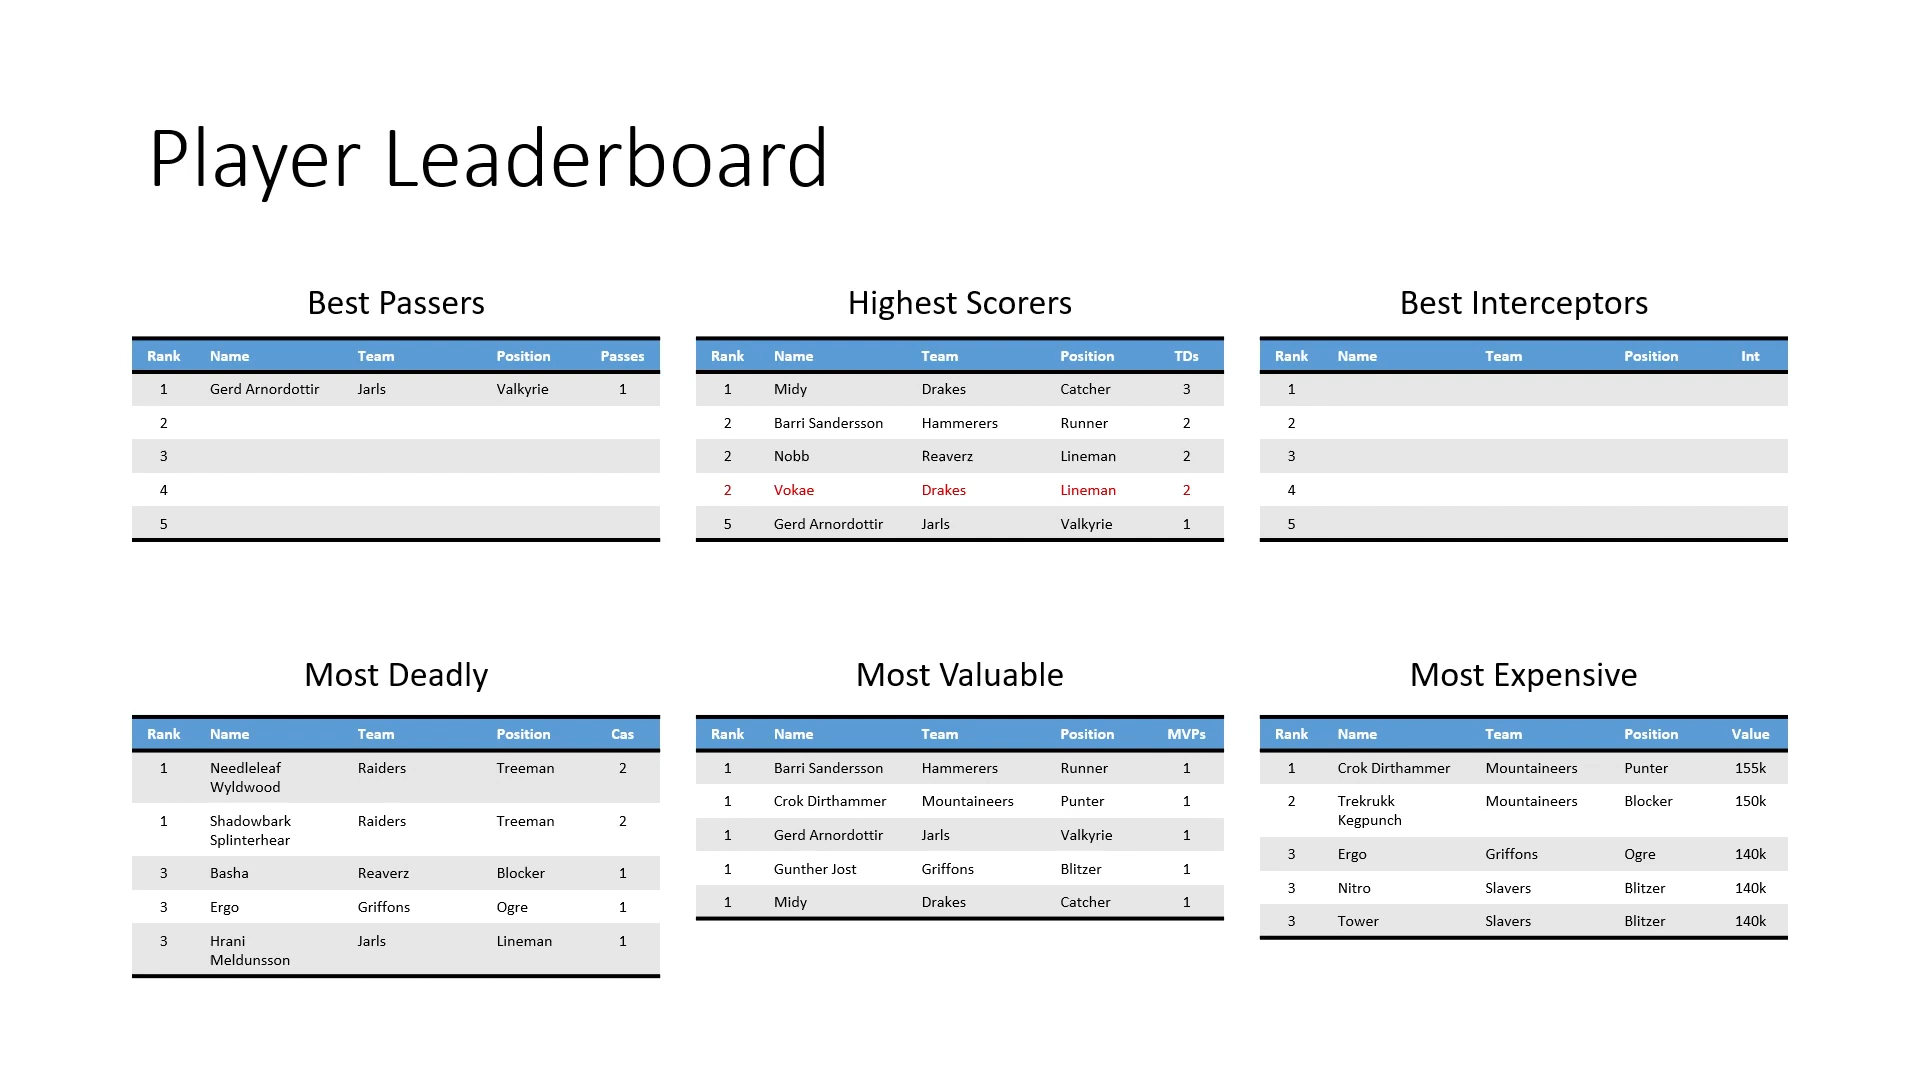 Player Leaderboard
Best Passers
Rank Name Team Position Passes
1 Gerd Arnordottir Jarls Valkyrie 1
2
3
4
5
Highest Scorers
Rank Name Team Position TDs
1 Midy Drakes Catcher 3
2 Barri Sandersson Hammerers Runner 2
2 Nobb Reaverz Lineman 2
2 Vokae Drakes Lineman 2
5 Gerd Arnordottir Jarls Valkyrie 1
Best Interceptors
Rank Name Team Position Int
1
2
3
4
5
Most Deadly
Rank Name Team Position Cas
1 Needleleaf Raiders Treeman 2
Wyldwood
1 Shadowbark Raiders Treeman 2
Splinterhear
3 Basha Reaverz Blocker 1
3 Ergo Griffons Ogre 1
3 Hrani Jarls Lineman 1
Meldunsson
Most Valuable
Rank Name Team Position MVPs
1 Barri Sandersson Hammerers Runner 1
1 Crok Dirthammer Mountaineers Punter 1
1 Gerd Arnordottir Jarls Valkyrie 1
1 Gunther Jost Griffons Blitzer 1
1 Midy Drakes Catcher 1
Most Expensive
Rank Name Team Position Value
1 Crok Dirthammer Mountaineers Punter 155k
2 Trekrukk Mountaineers Blocker 150k
Kegpunch
3 Ergo Griffons Ogre 140k
3 Nitro Slavers Blitzer 140k
3 Tower Slavers Blitzer 140k